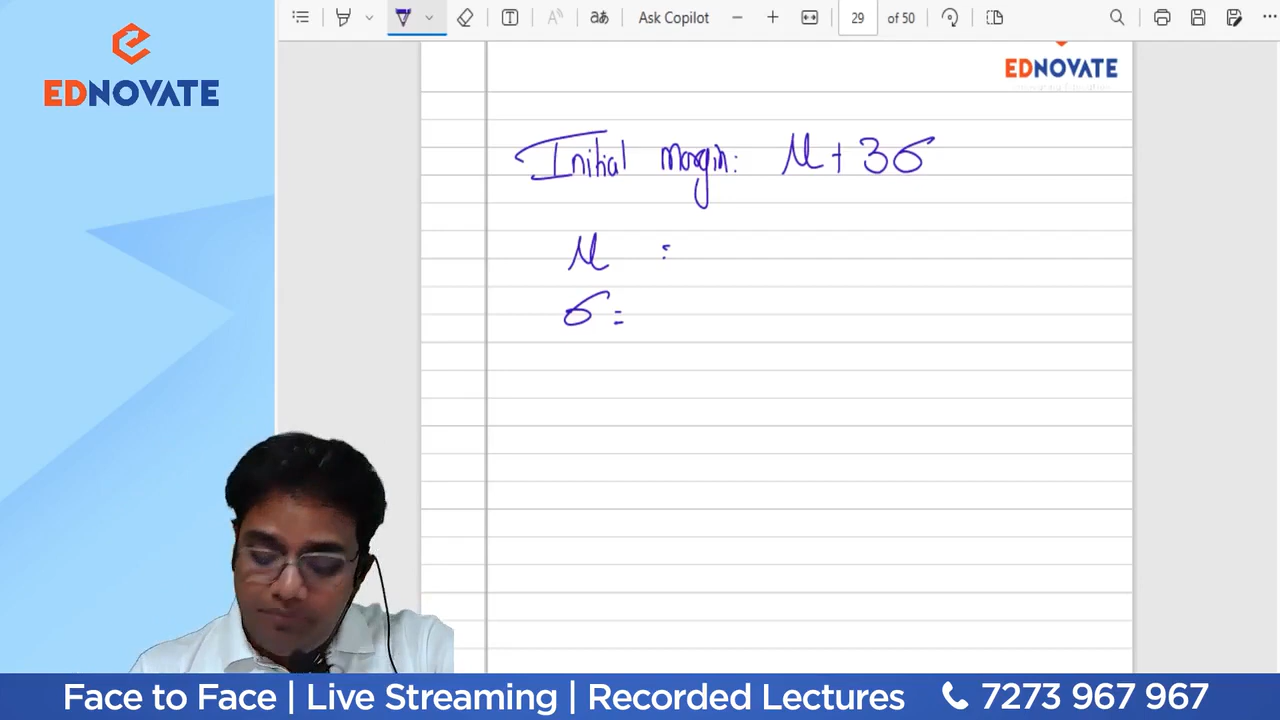 EDNOVATE
Ask Copilot
29 of 50
EDNOVATE
Initial margin: μ + 3σ
μ :
σ =
Face to Face | Live Streaming | Recorded Lectures 7273 967 967